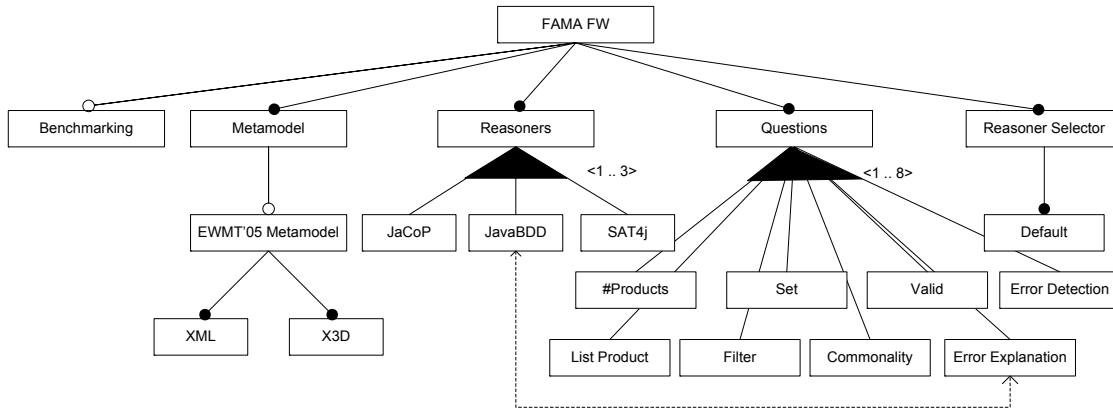 FAMA FW
Benchmarking
Metamodel
Reasoners
Questions
Reasoner Selector
<1 .. 3>
<1 .. 8>
EWMT'05 Metamodel
JaCoP
JavaBDD
SAT4j
Default
#Products
Set
Valid
Error Detection
XML
X3D
List Product
Filter
Commonality
Error Explanation